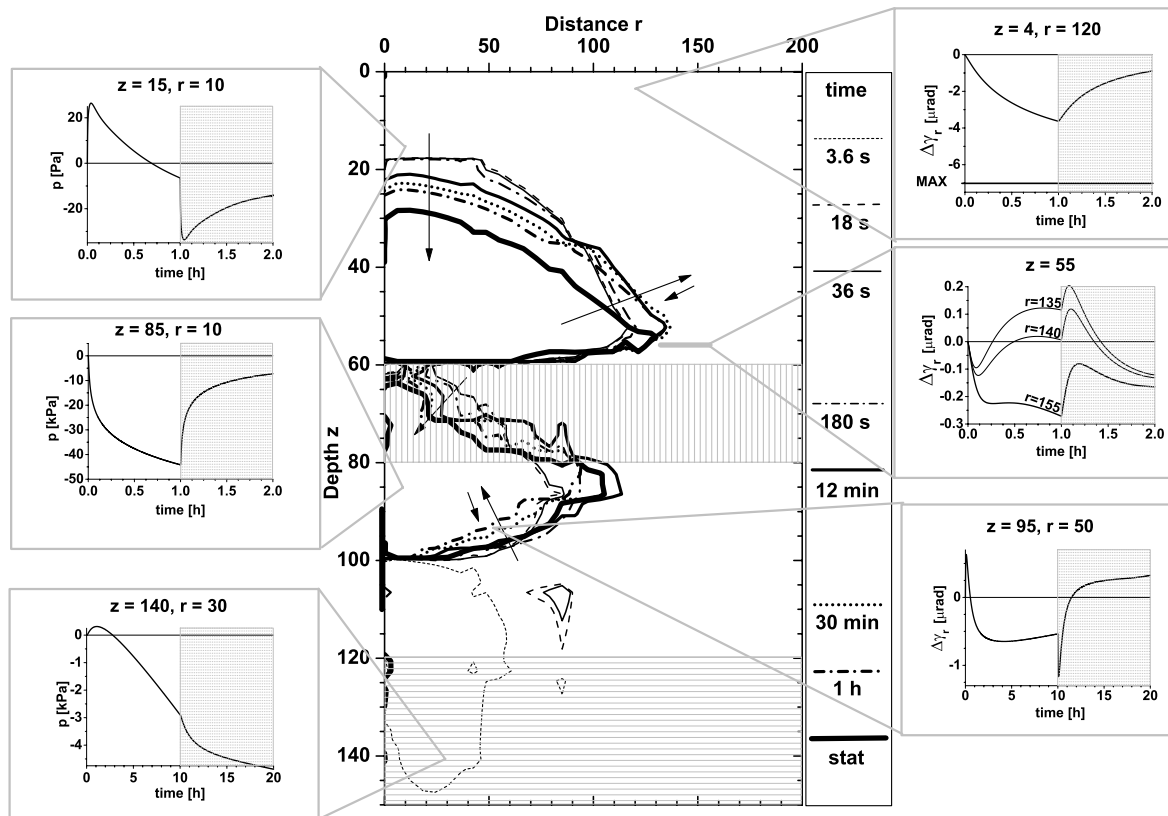 Distance r
0 50 100 150 200
0
20
40
60
80
100
120
140
Depth z
z = 15, r = 10
20
0
-20
p [Pa]
0.0 0.5 1.0 1.5 2.0
time [h]
z = 85, r = 10
0
-10
-20
-30
-40
-50
p [kPa]
0.0 0.5 1.0 1.5 2.0
time [h]
z = 140, r = 30
0
-1
-2
-3
-4
p [kPa]
0 5 10 15 20
time [h]
time
3.6 s
18 s
36 s
180 s
12 min
30 min
1 h
stat
z = 4, r = 120
0
-2
-4
-6
MAX
Δγr [µrad]
0.0 0.5 1.0 1.5 2.0
time [h]
z = 55
0.2
0.1
0.0
-0.1
-0.2
-0.3
Δγr [µrad]
r=135
r=140
r=155
0.0 0.5 1.0 1.5 2.0
time [h]
z = 95, r = 50
0
-1
Δγr [µrad]
0 5 10 15 20
time [h]